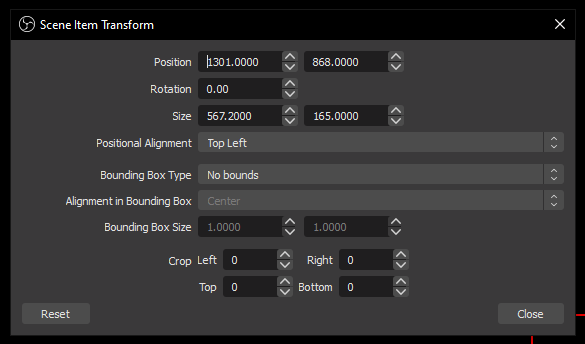 Scene Item Transform
Position 1301.0000 868.0000
Rotation 0.00
Size 567.2000 165.0000
Positional Alignment Top Left
Bounding Box Type No bounds
Alignment in Bounding Box Center
Bounding Box Size 1.0000 1.0000
Crop Left 0 Right 0
Top 0 Bottom 0
Reset Close